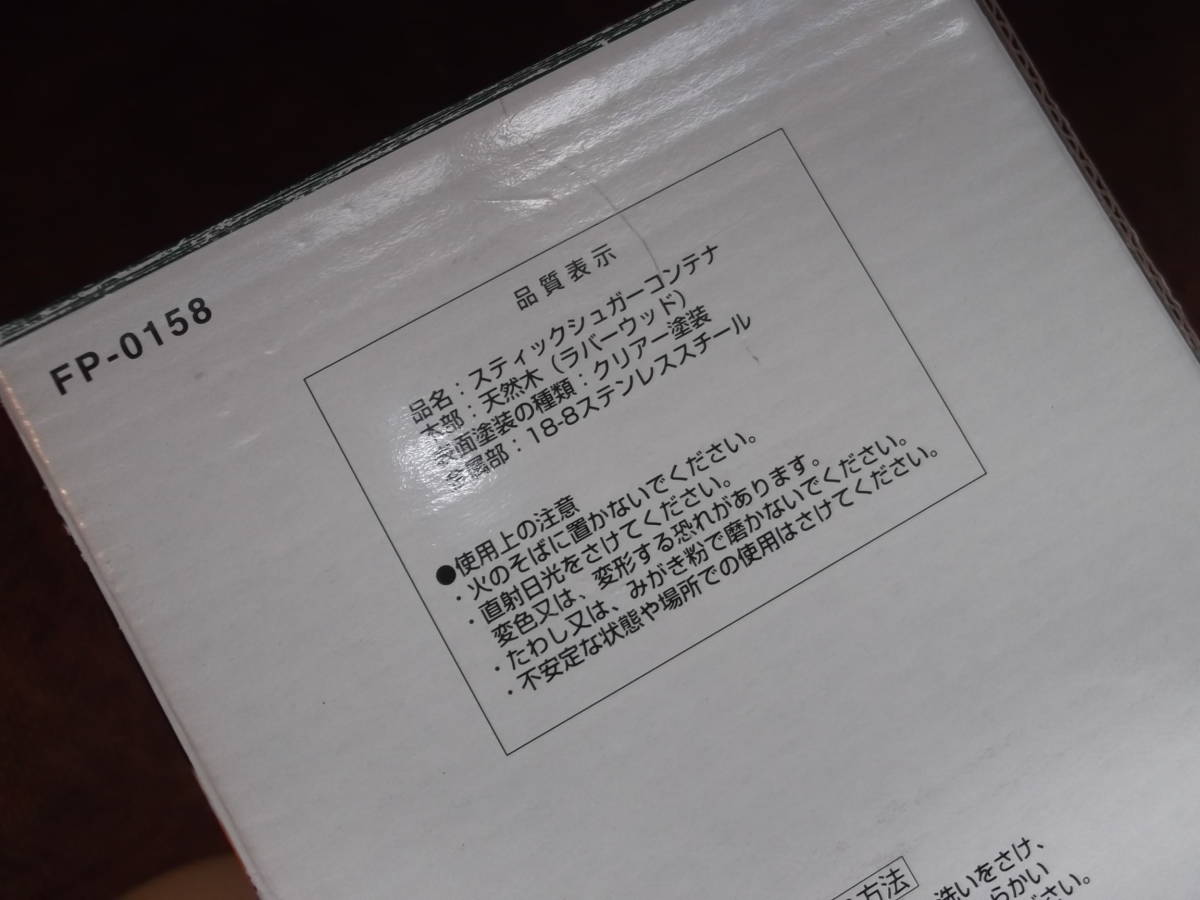 FP-0158
品質表示
品名：スティックシュガーコンテナ
木部：天然木（ラバーウッド）
表面塗装の種類：クリアー塗装
金属部：18-8ステンレススチール
●使用上の注意
・火のそばに置かないでください。
・直射日光をさけてください。
変色又は、変形する恐れがあります。
・たわし又は、みがき粉で磨かないでください。
・不安定な状態や場所での使用はさけてください。
方法
洗いをさけ、
らかい
ださい。